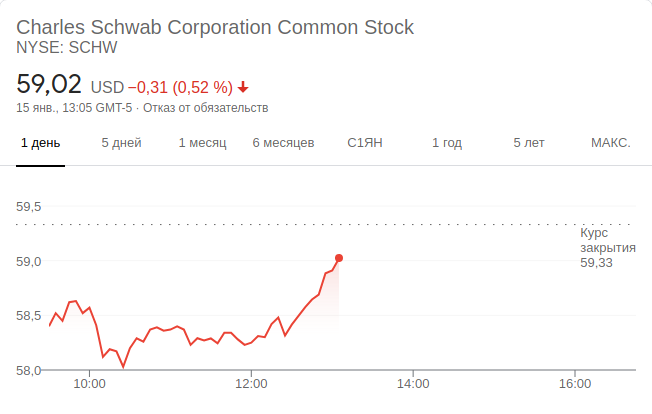 Charles Schwab Corporation Common Stock
NYSE: SCHW
59,02 USD −0,31 (0,52 %)
15 янв., 13:05 GMT-5 · Отказ от обязательств
1 день 5 дней 1 месяц 6 месяцев С1ЯН 1 год 5 лет МАКС.
59,5
Курс
закрытия
59,33
59,0
58,5
58,0
10:00 12:00 14:00 16:00